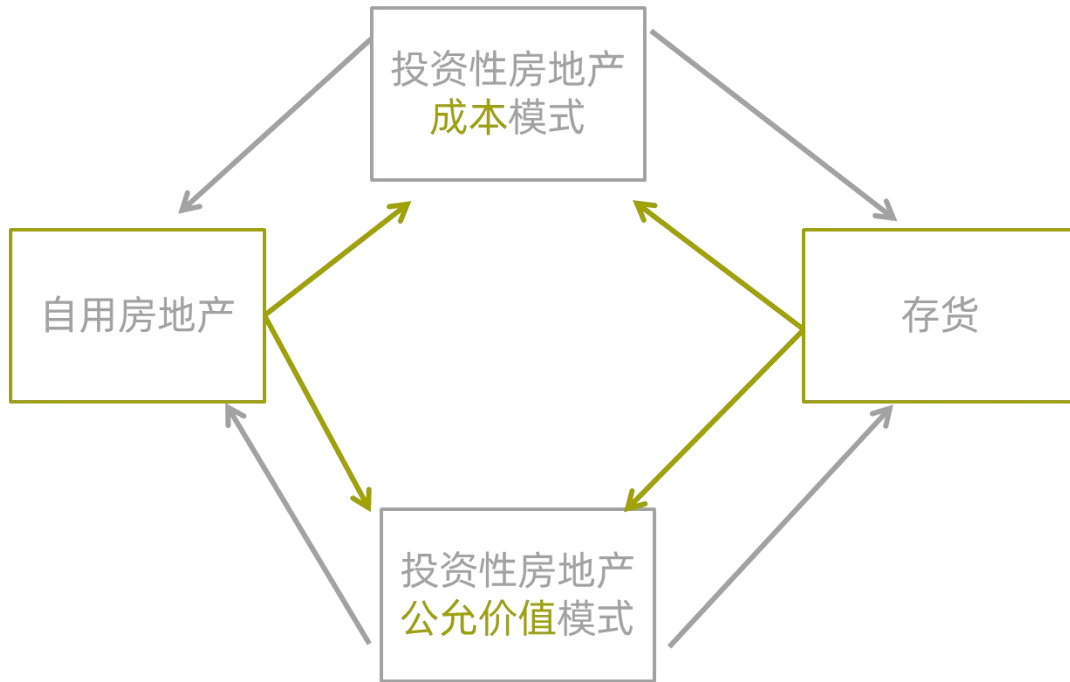 投资性房地产
成本模式
自用房地产
存货
投资性房地产
公允价值模式